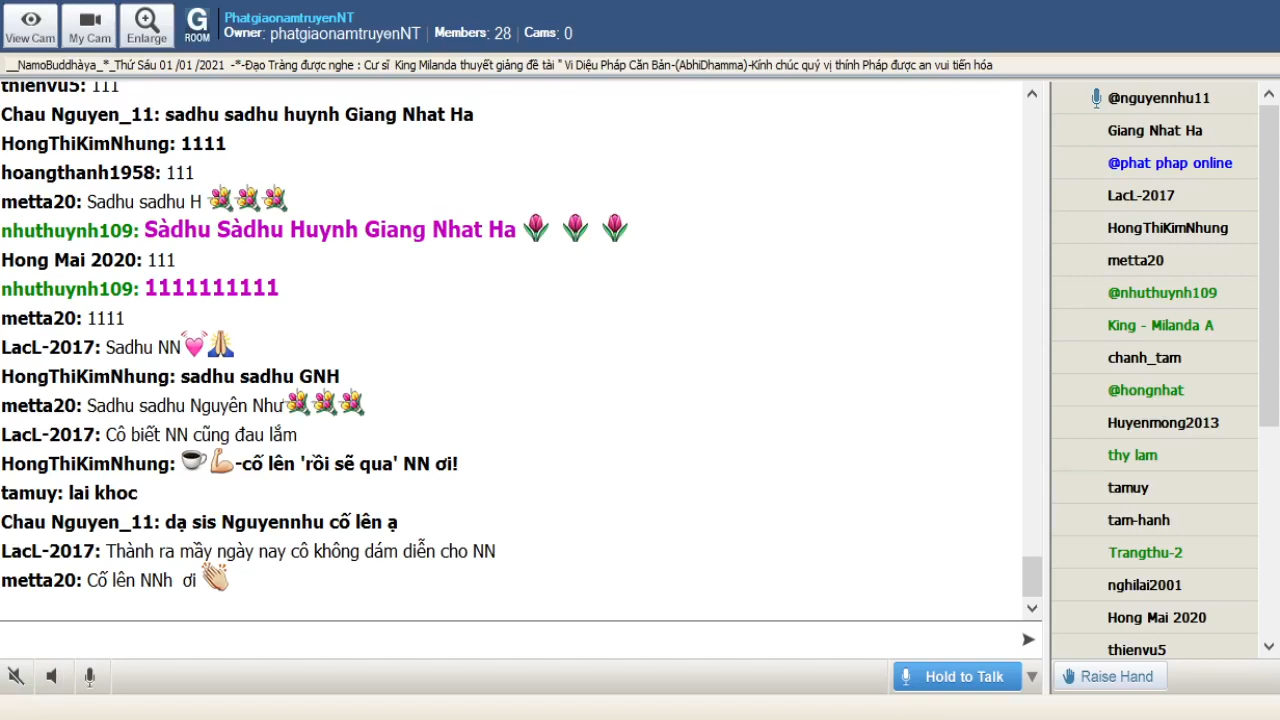 View Cam
My Cam
Enlarge
G
ROOM
PhatgiaonamtruyenNT
Owner: phatgiaonamtruyenNT | Members: 28 | Cams: 0
__NamoBuddhàya_*_Thứ Sáu 01 /01 /2021 -*-Đạo Tràng được nghe : Cư sĩ King Milanda thuyết giảng đề tài " Vi Diệu Pháp Căn Bản-(AbhiDhamma)-Kính chúc quý vị thính Pháp được an vui tiến hóa
thienvu5: 111
Chau Nguyen_11: sadhu sadhu huynh Giang Nhat Ha
HongThiKimNhung: 1111
hoangthanh1958: 111
metta20: Sadhu sadhu H
nhuthuynh109: Sàdhu Sàdhu Huynh Giang Nhat Ha
Hong Mai 2020: 111
nhuthuynh109: 1111111111
metta20: 1111
LacL-2017: Sadhu NN
HongThiKimNhung: sadhu sadhu GNH
metta20: Sadhu sadhu Nguyên Như
LacL-2017: Cô biết NN cũng đau lắm
HongThiKimNhung: -cố lên 'rồi sẽ qua' NN ơi!
tamuy: lai khoc
Chau Nguyen_11: dạ sis Nguyennhu cố lên ạ
LacL-2017: Thành ra mầy ngày nay cô không dám diễn cho NN
metta20: Cố lên NNh ơi
@nguyennhu11
Giang Nhat Ha
@phat phap online
LacL-2017
HongThiKimNhung
metta20
@nhuthuynh109
King - Milanda A
chanh_tam
@hongnhat
Huyenmong2013
thy lam
tamuy
tam-hanh
Trangthu-2
nghilai2001
Hong Mai 2020
thienvu5
Hold to Talk
Raise Hand